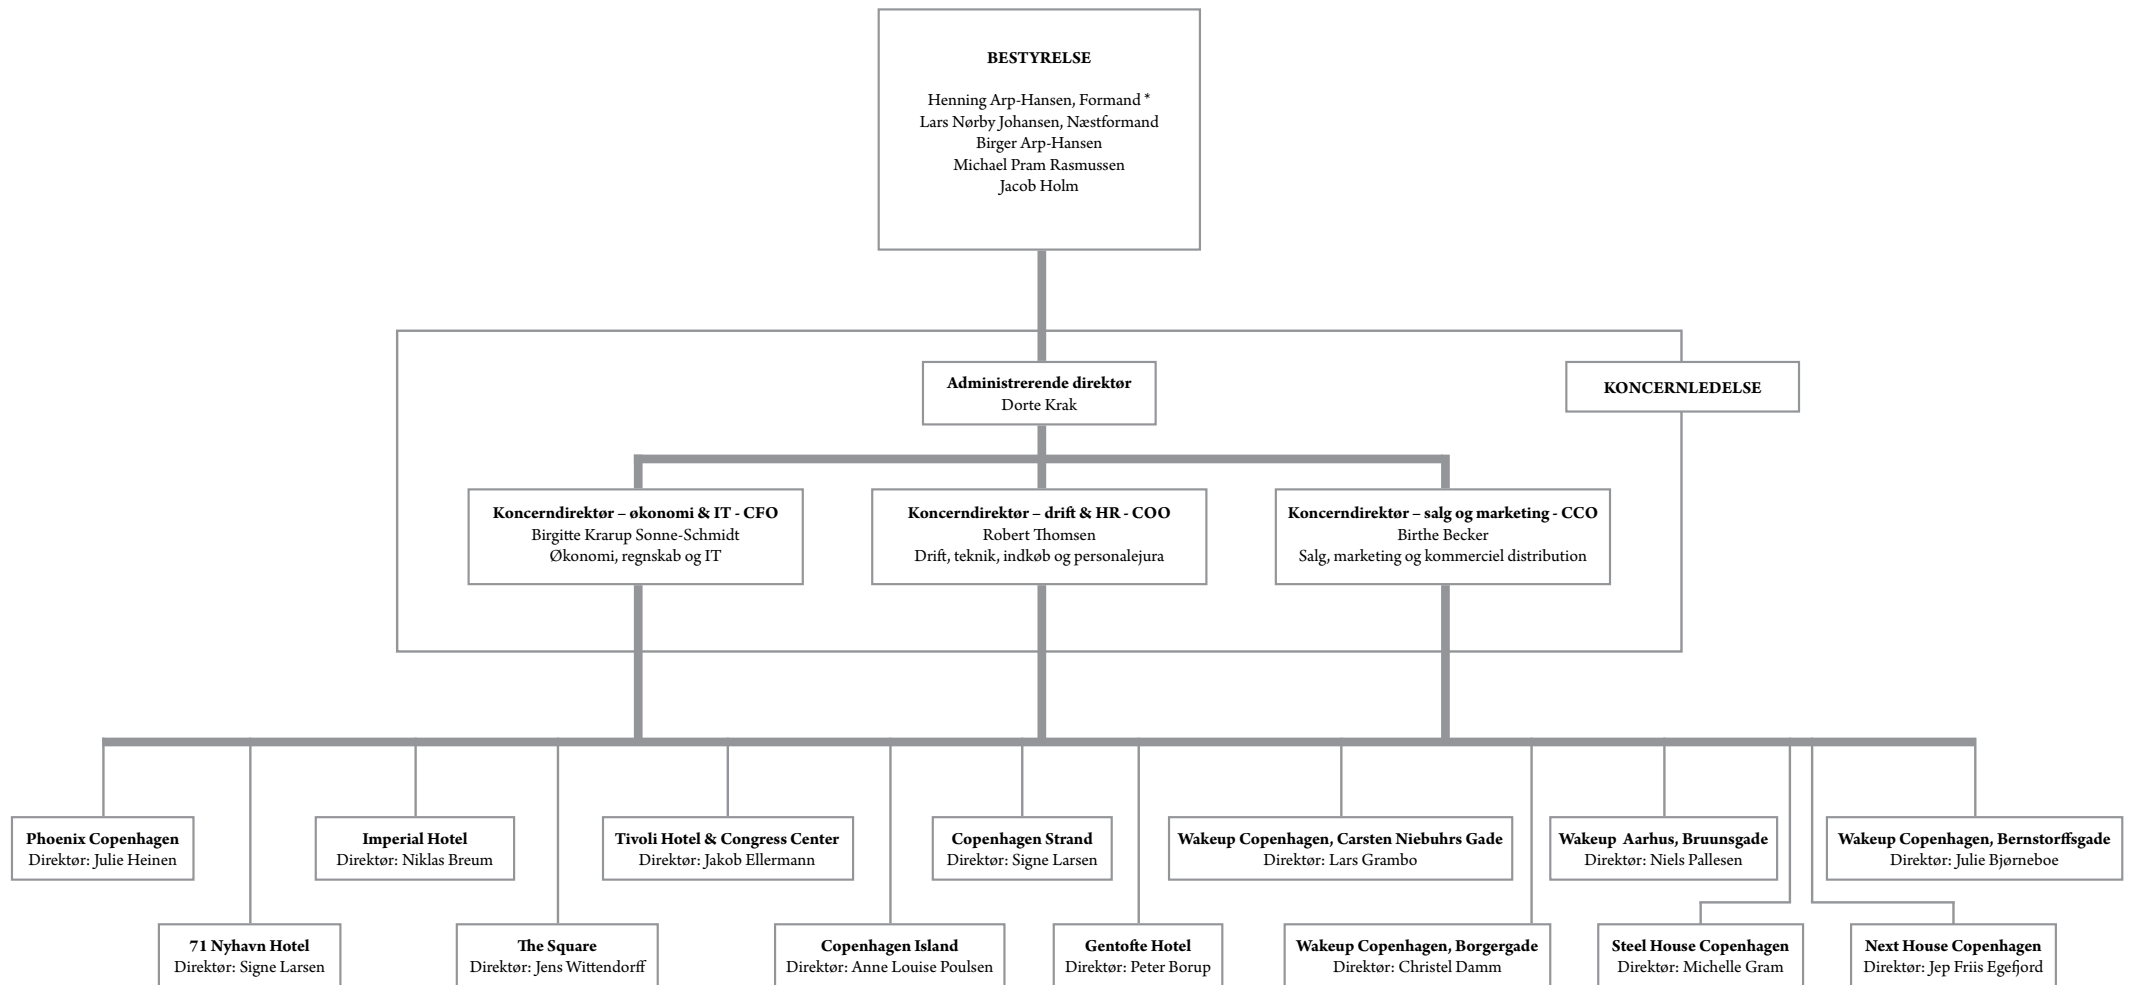 BESTYRELSE
Henning Arp-Hansen, Formand *
Lars Nørby Johansen, Næstformand
Birger Arp-Hansen
Michael Pram Rasmussen
Jacob Holm
Administrerende direktør
Dorte Krak
KONCERNLEDELSE
Koncerndirektør – økonomi & IT - CFO
Birgitte Krarup Sonne-Schmidt
Økonomi, regnskab og IT
Koncerndirektør – drift & HR - COO
Robert Thomsen
Drift, teknik, indkøb og personalejura
Koncerndirektør – salg og marketing - CCO
Birthe Becker
Salg, marketing og kommerciel distribution
Phoenix Copenhagen
Direktør: Julie Heinen
Imperial Hotel
Direktør: Niklas Breum
Tivoli Hotel & Congress Center
Direktør: Jakob Ellermann
Copenhagen Strand
Direktør: Signe Larsen
Wakeup Copenhagen, Carsten Niebuhrs Gade
Direktør: Lars Grambo
Wakeup Aarhus, Bruunsgade
Direktør: Niels Pallesen
Wakeup Copenhagen, Bernstorffsgade
Direktør: Julie Bjørneboe
71 Nyhavn Hotel
Direktør: Signe Larsen
The Square
Direktør: Jens Wittendorff
Copenhagen Island
Direktør: Anne Louise Poulsen
Gentofte Hotel
Direktør: Peter Borup
Wakeup Copenhagen, Borgergade
Direktør: Christel Damm
Steel House Copenhagen
Direktør: Michelle Gram
Next House Copenhagen
Direktør: Jep Friis Egefjord